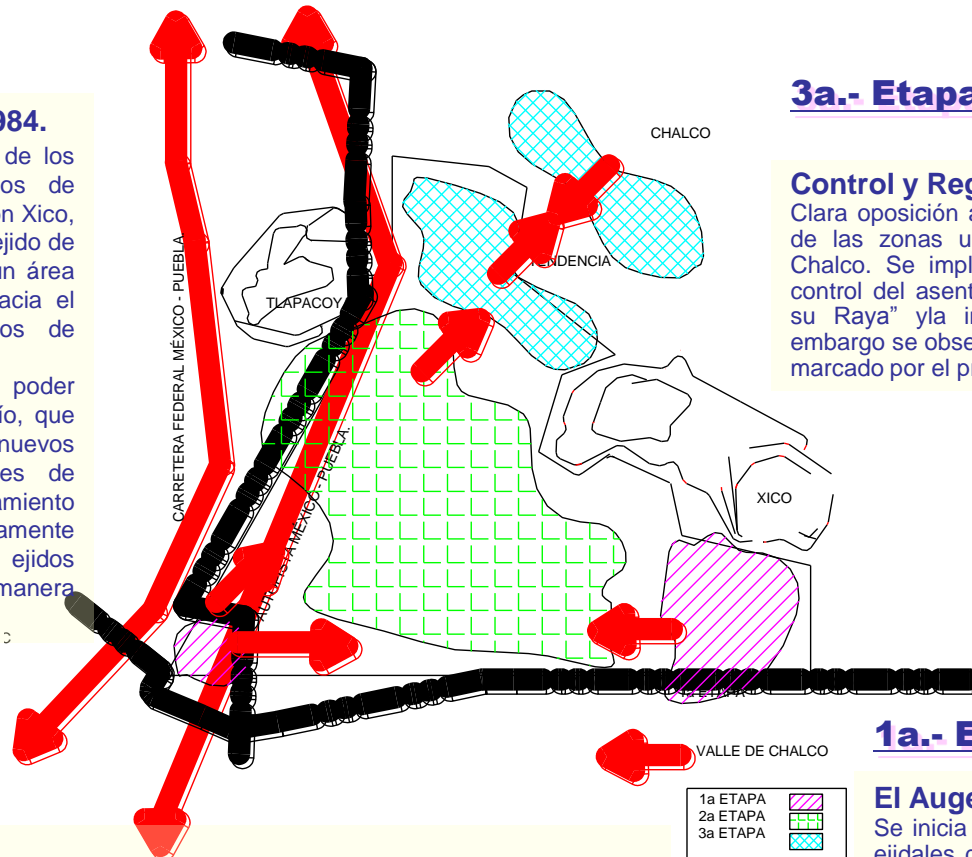 984.
de los
os de
on Xico,
ejido de
un área
acia el
os de
poder
ío, que
nuevos
es de
amiento
amente
ejidos
manera
CARRETERA FEDERAL MÉXICO - PUEBLA
AUTOPISTA MÉXICO - PUEBLA.
TLAPACOY
CHALCO
TENDENCIA
XICO
VALLE DE CHALCO
1a ETAPA
2a ETAPA
3a ETAPA
3a.- Etapa
Control y Reg
Clara oposición a
de las zonas u
Chalco. Se impl
control del asent
su Raya” yla i
embargo se obse
marcado por el p
1a.- E
El Auge
Se inicia
ejidales